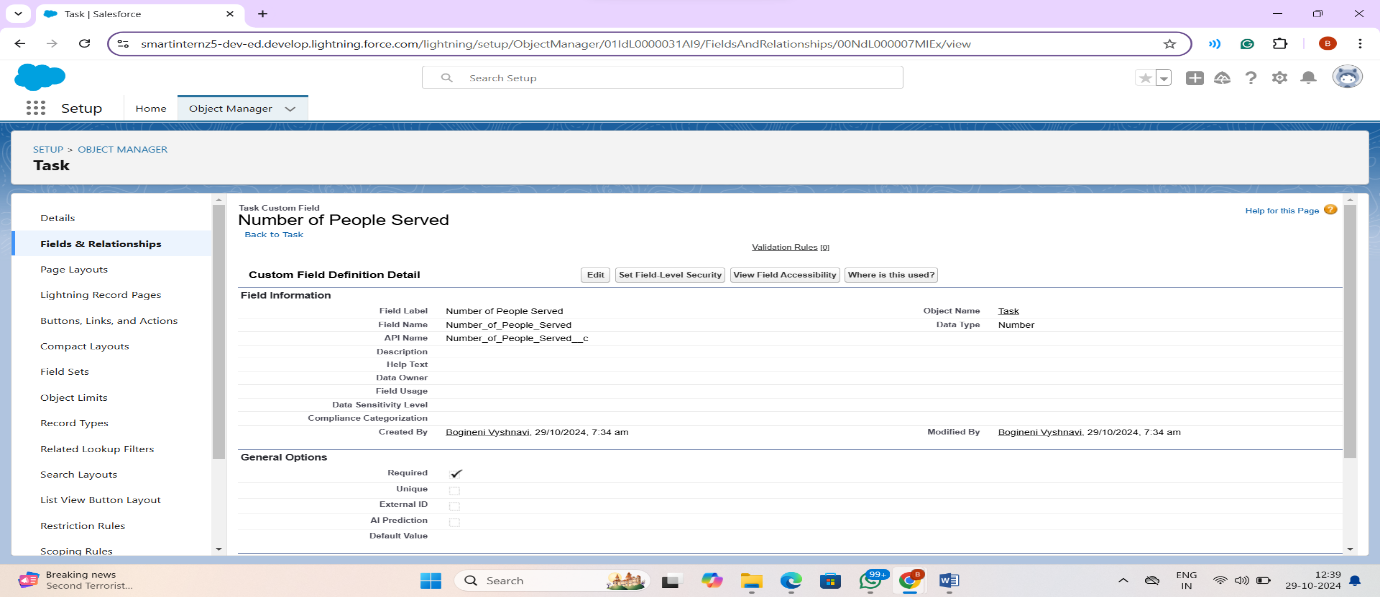 Task | Salesforce
smartinternz5-dev-ed.develop.lightning.force.com/lightning/setup/ObjectManager/01IdL0000031AI9/FieldsAndRelationships/00NdL000007MIEx/view
B
Search Setup
Setup
Home
Object Manager
SETUP > OBJECT MANAGER
Task
Details
Fields & Relationships
Page Layouts
Lightning Record Pages
Buttons, Links, and Actions
Compact Layouts
Field Sets
Object Limits
Record Types
Related Lookup Filters
Search Layouts
List View Button Layout
Restriction Rules
Scoping Rules
Task Custom Field
Number of People Served
Back to Task
Help for this Page
Validation Rules [0]
Custom Field Definition Detail
Edit
Set Field-Level Security
View Field Accessibility
Where is this used?
Field Information
Field Label Number of People Served Object Name Task
Field Name Number_of_People_Served Data Type Number
API Name Number_of_People_Served__c
Description
Help Text
Data Owner
Field Usage
Data Sensitivity Level
Compliance Categorization
Created By Bogineni Vyshnavi, 29/10/2024, 7:34 am Modified By Bogineni Vyshnavi, 29/10/2024, 7:34 am
General Options
Required
Unique
External ID
AI Prediction
Default Value
Breaking news
Second Terrorist...
Search
99+
B
ENG
IN
12:39
29-10-2024